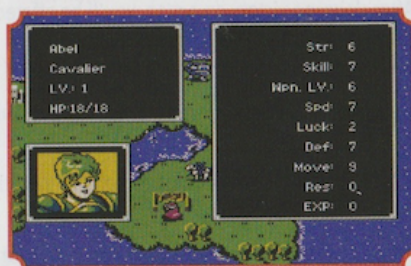 Abel
Cavalier
LV.: 1
HP:18/18
Str: 6
Skill: 7
Wpn. LV.: 6
Spd: 7
Luck: 2
Def: 7
Move: 9
Res: 0
EXP: 0